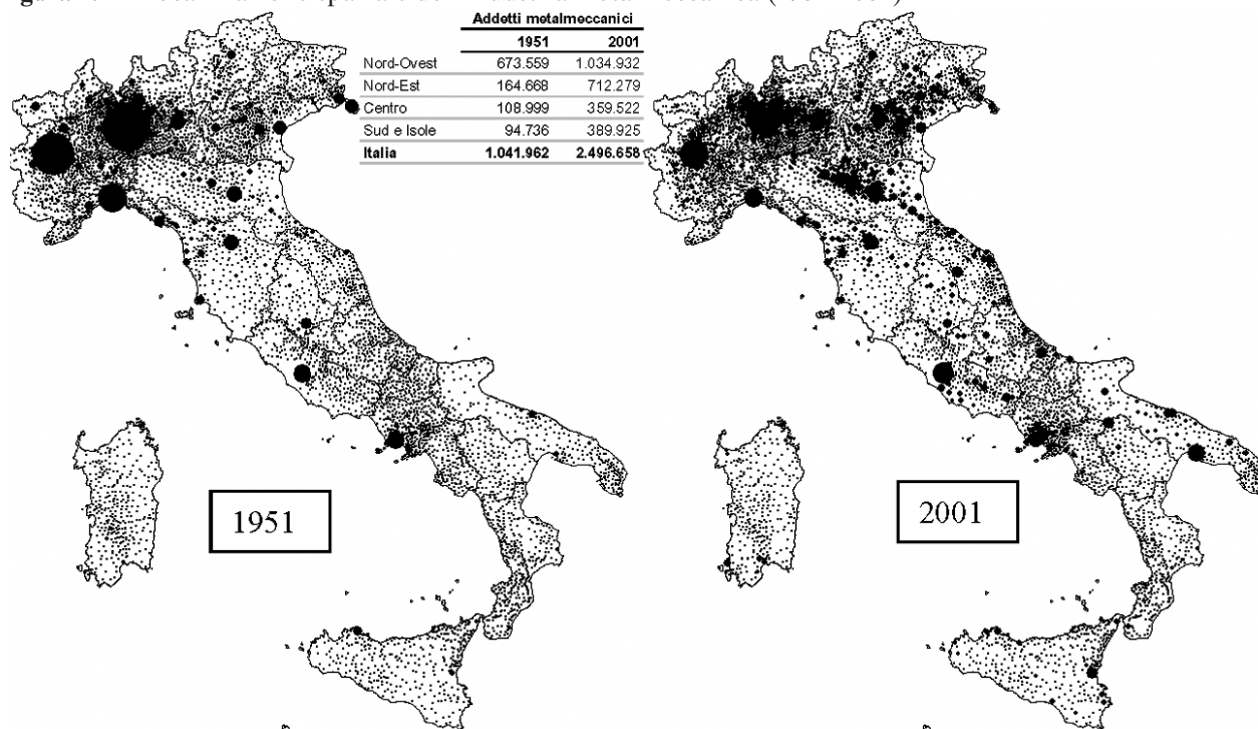 Addetti metalmeccanici
1951 2001
Nord-Ovest 673.559 1.034.932
Nord-Est 164.668 712.279
Centro 108.999 359.522
Sud e Isole 94.736 389.925
Italia 1.041.962 2.496.658
1951
2001